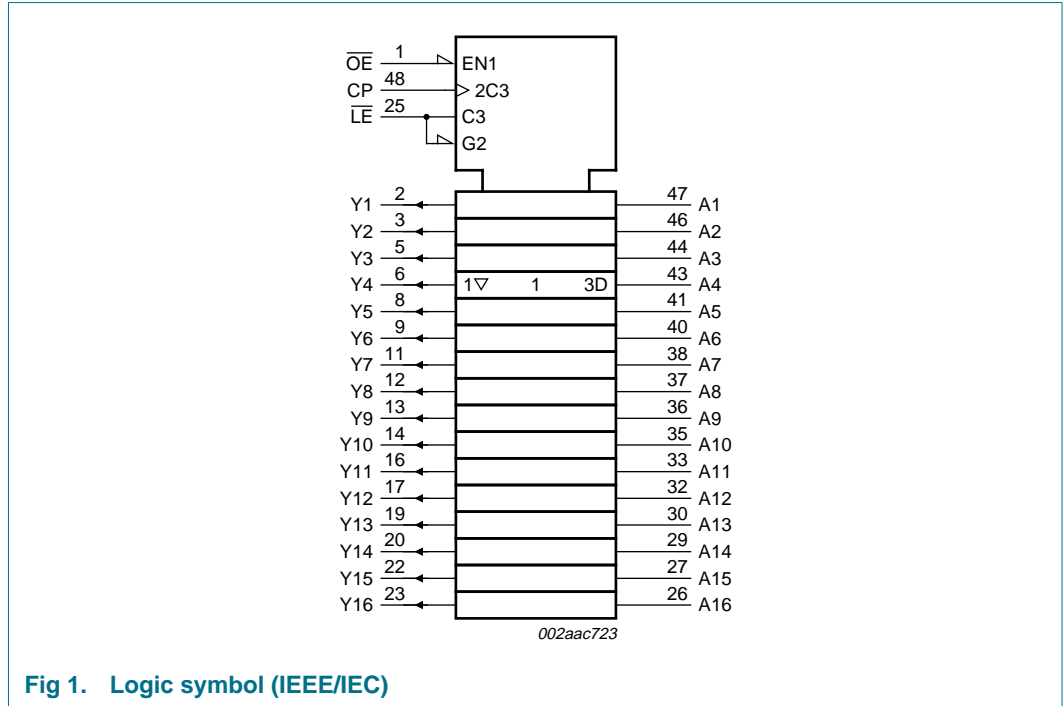 OE 1 EN1
CP 48 2C3
LE 25 C3
G2
Y1 2 47 A1
Y2 3 46 A2
Y3 5 44 A3
Y4 6 1▽ 1 3D 43 A4
Y5 8 41 A5
Y6 9 40 A6
Y7 11 38 A7
Y8 12 37 A8
Y9 13 36 A9
Y10 14 35 A10
Y11 16 33 A11
Y12 17 32 A12
Y13 19 30 A13
Y14 20 29 A14
Y15 22 27 A15
Y16 23 26 A16
002aac723
Fig 1. Logic symbol (IEEE/IEC)